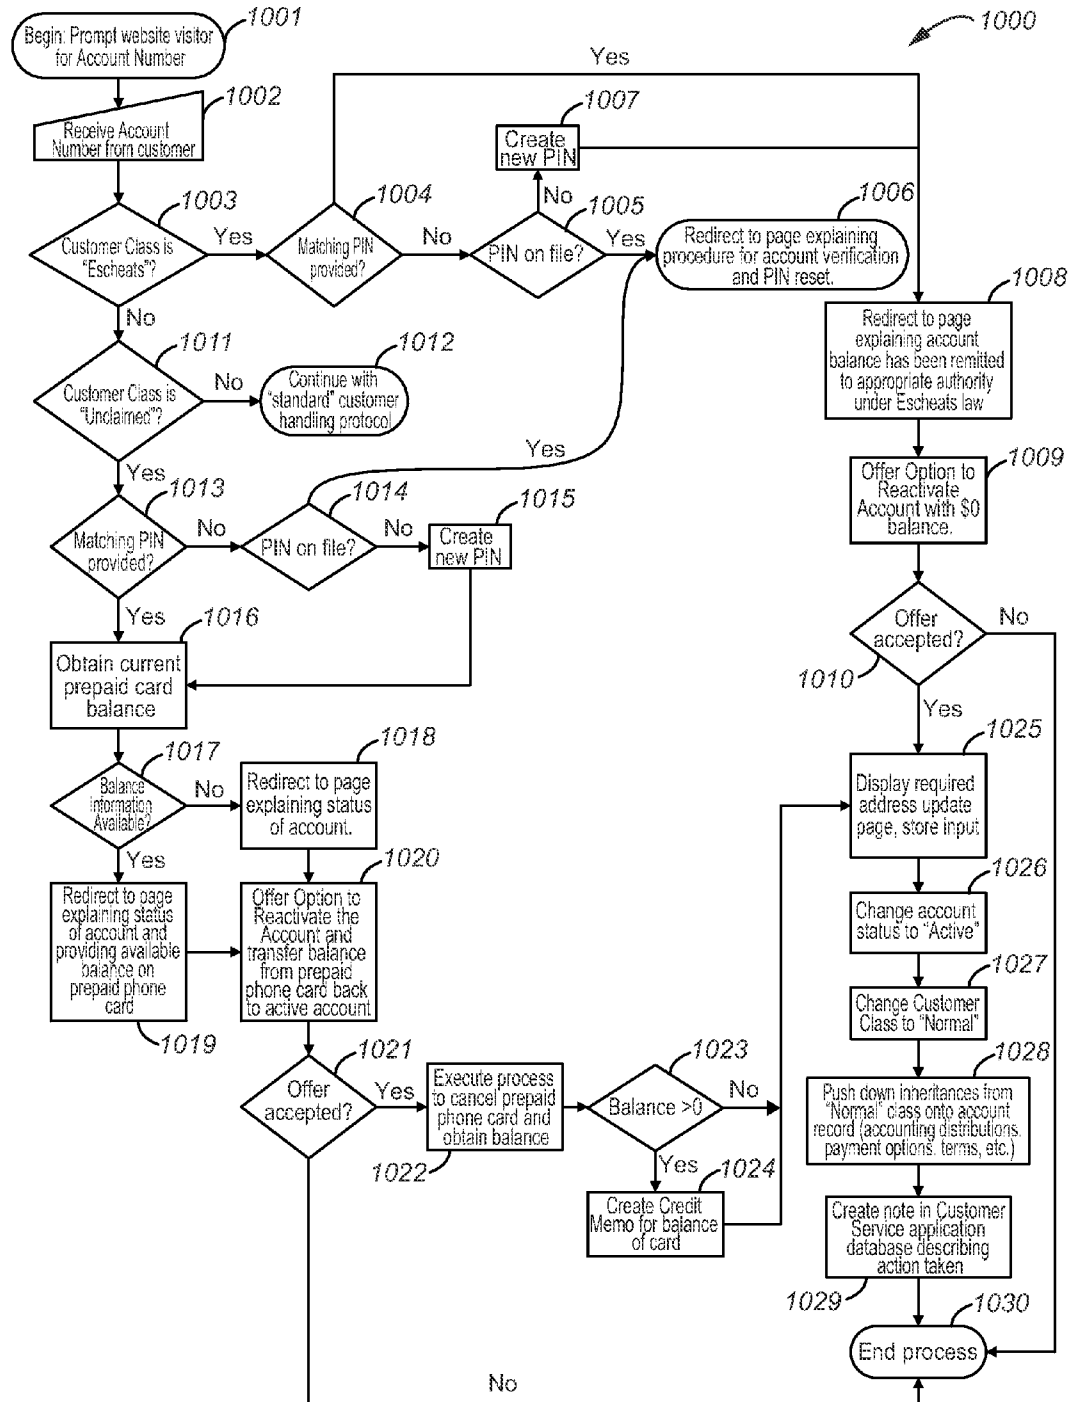 1001
Begin: Prompt website visitor
for Account Number
1000
1002
Receive Account
Number from customer
Yes
1007
Create
new PIN
1003
Customer Class is
"Escheats"?
Yes
1004
Matching PIN
provided?
No
No
1005
PIN on file?
Yes
1006
Redirect to page explaining
procedure for account verification
and PIN reset.
1008
Redirect to page
explaining account
balance has been remitted
to appropriate authority
under Escheats law
No
1011
Customer Class is
"Unclaimed"?
No
1012
Continue with
"standard" customer
handling protocol
Yes
1009
Offer Option to
Reactivate
Account with $0
balance.
Yes
1013
Matching PIN
provided?
No
1014
PIN on file?
No
1015
Create
new PIN
Yes
1016
Obtain current
prepaid card
balance
Offer
accepted?
1010
No
Yes
1017
Balance
Information
Available?
No
1018
Redirect to page
explaining status
of account.
1025
Display required
address update
page, store input
Yes
1019
Redirect to page
explaining status
of account and
providing available
balance on
prepaid phone
card
1020
Offer Option to
Reactivate the
Account and
transfer balance
from prepaid
phone card back
to active account
1026
Change account
status to "Active"
1027
Change Customer
Class to "Normal"
1021
Offer
accepted?
Yes
Execute process
to cancel prepaid
phone card and
obtain balance
1022
1023
Balance >0
No
Yes
1024
Create Credit
Memo for balance
of card
1028
Push down inheritances from
"Normal" class onto account
record (accounting distributions,
payment options, terms, etc.)
Create note in Customer
Service application
database describing
action taken
1029
1030
End process
No